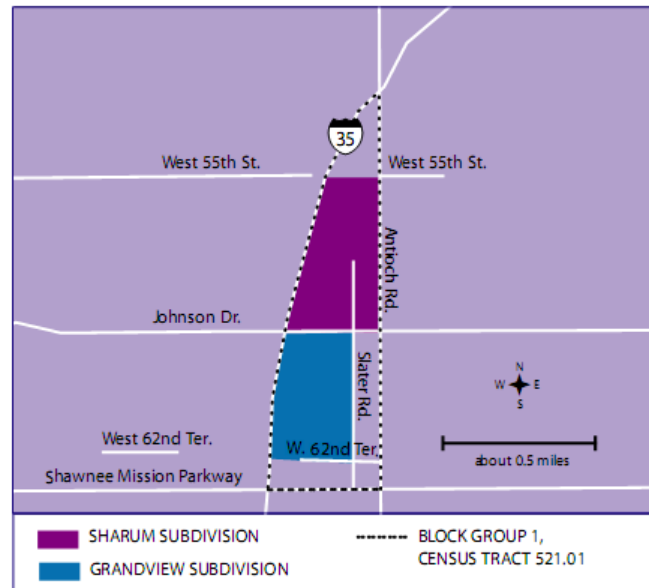 35
West 55th St.
West 55th St.
Antioch Rd.
Johnson Dr.
Slater Rd.
N
W E
S
West 62nd Ter.
W. 62nd Ter.
about 0.5 miles
Shawnee Mission Parkway
SHARUM SUBDIVISION
GRANDVIEW SUBDIVISION
BLOCK GROUP 1,
CENSUS TRACT 521.01